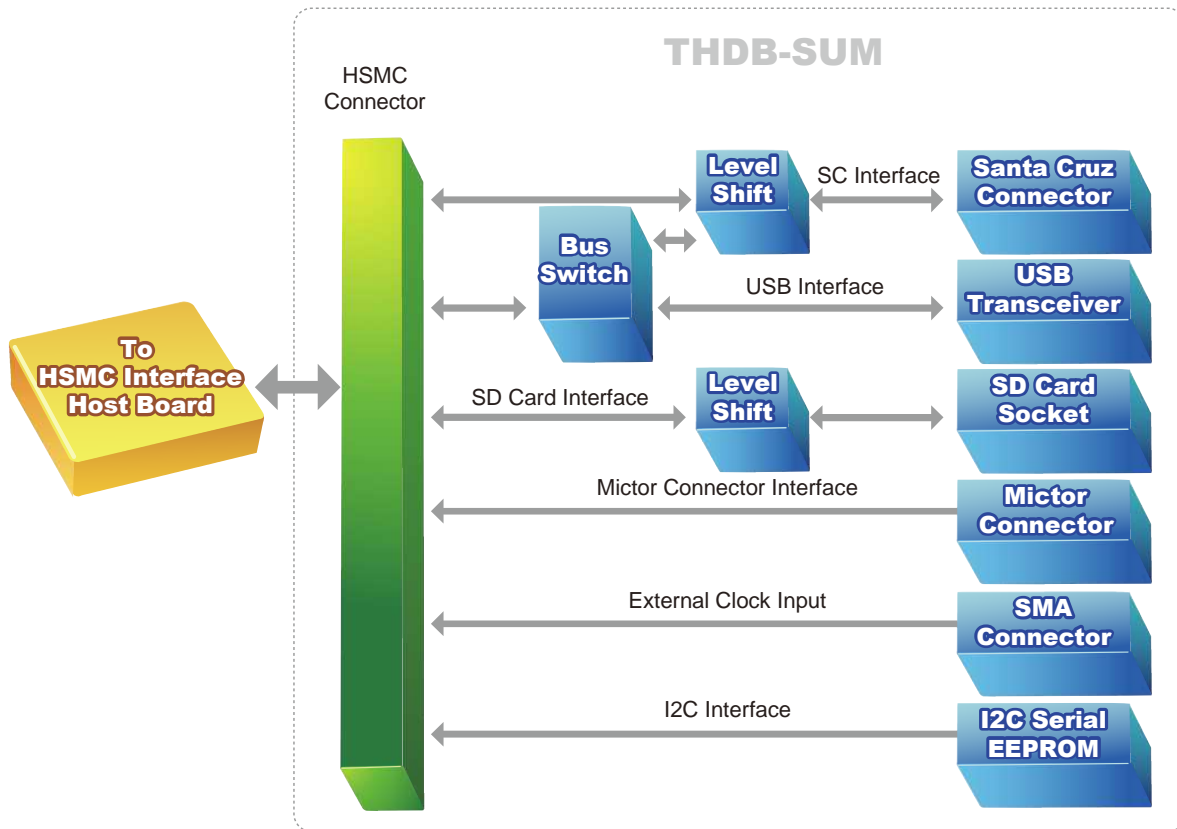 THDB-SUM
HSMC
Connector
Level
Shift
SC Interface
Santa Cruz
Connector
Bus
Switch
USB Interface
USB
Transceiver
To
HSMC Interface
Host Board
SD Card Interface
Level
Shift
SD Card
Socket
Mictor Connector Interface
Mictor
Connector
External Clock Input
SMA
Connector
I2C Interface
I2C Serial
EEPROM